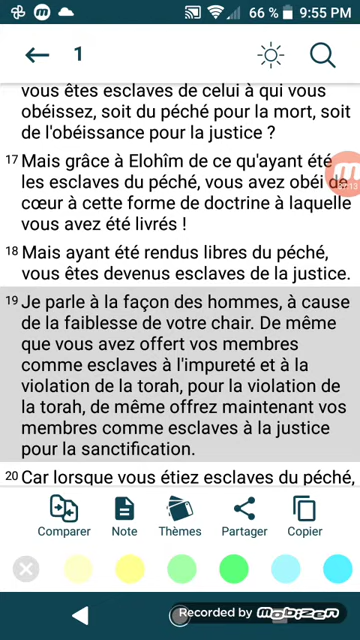 66 % 9:55 PM
1
vous êtes esclaves de celui à qui vous
obéissez, soit du péché pour la mort, soit
de l'obéissance pour la justice ?
17 Mais grâce à Elohîm de ce qu'ayant été
les esclaves du péché, vous avez obéi de
cœur à cette forme de doctrine à laquelle
vous avez été livrés !
18 Mais ayant été rendus libres du péché,
vous êtes devenus esclaves de la justice.
19 Je parle à la façon des hommes, à cause
de la faiblesse de votre chair. De même
que vous avez offert vos membres
comme esclaves à l'impureté et à la
violation de la torah, pour la violation de
la torah, de même offrez maintenant vos
membres comme esclaves à la justice
pour la sanctification.
20 Car lorsque vous étiez esclaves du péché,
Comparer Note Thèmes Partager Copier
Recorded by mobizen